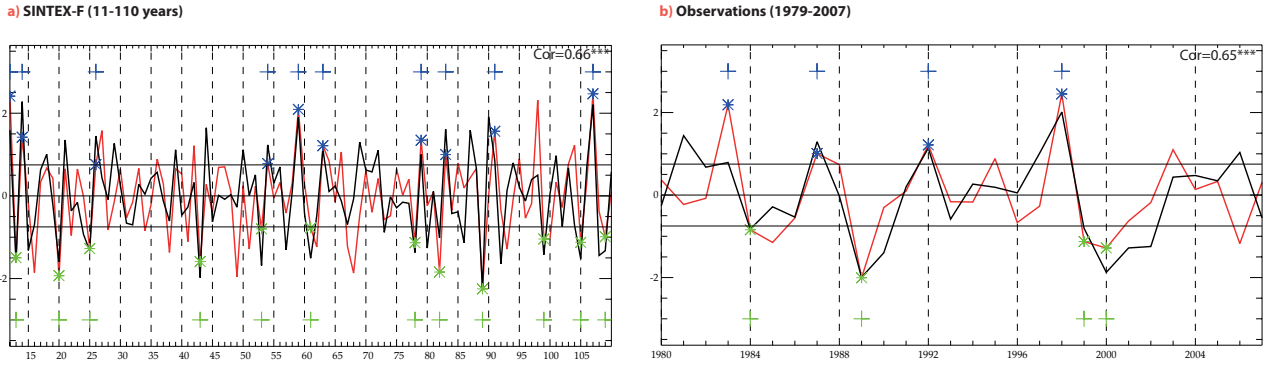 a) SINTEX-F (11-110 years)
Cor=0.66***
2
0
-2
15 20 25 30 35 40 45 50 55 60 65 70 75 80 85 90 95 100 105
b) Observations (1979-2007)
Cor=0.65***
2
0
-2
1980 1984 1988 1992 1996 2000 2004